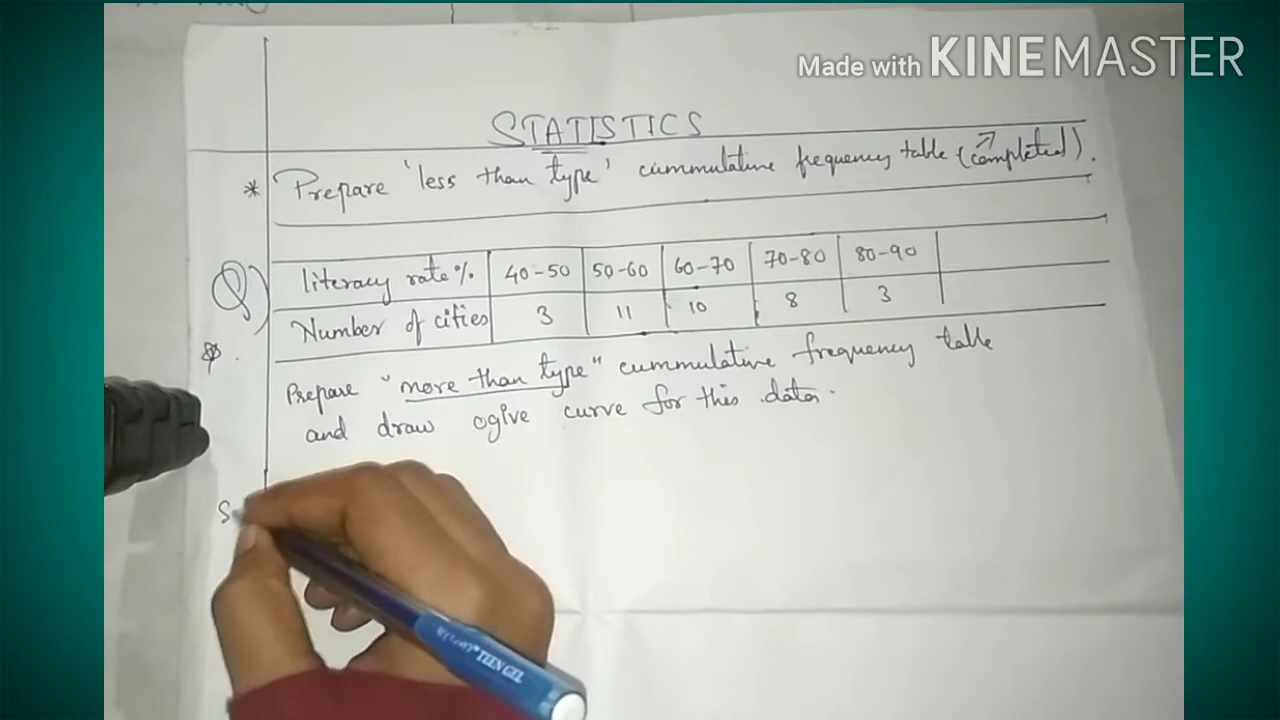 Made with KINEMASTER
STATISTICS
* Prepare 'less than type' cummulative frequency table (completed).
Q) literacy rate% 40-50 50-60 60-70 70-80 80-90
Number of cities 3 11 10 8 3
Prepare "more than type" cummulative frequency table
and draw ogive curve for this data.
S
TEEN GEL